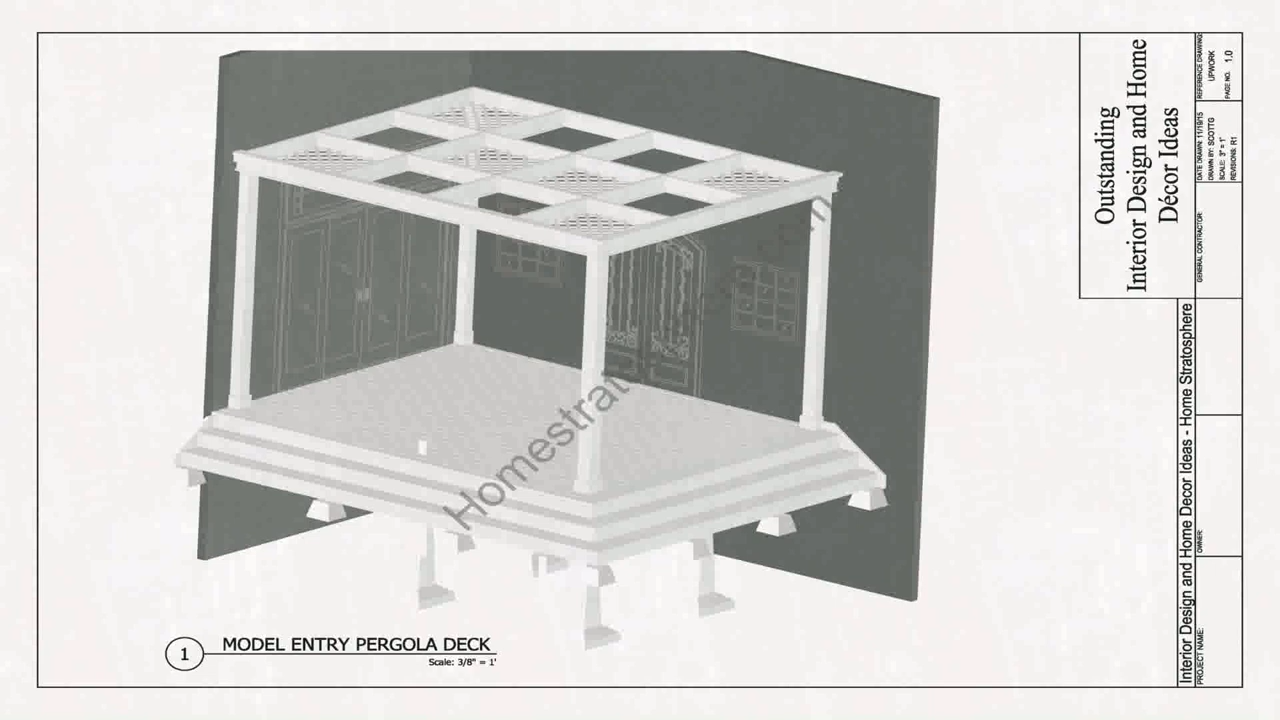 Outstanding
Interior Design and Home
Décor Ideas
REFERENCE DRAWING:
UPWORK
PAGE NO. 1.0
DATE DRAWN: 11/19/15
DRAWN BY: SCOTTG
SCALE: 3" = 1'
REVISIONS: R1
GENERAL CONTRACTOR:
Interior Design and Home Decor Ideas - Home Stratosphere
OWNER:
PROJECT NAME:
1
MODEL ENTRY PERGOLA DECK
Scale: 3/8" = 1'